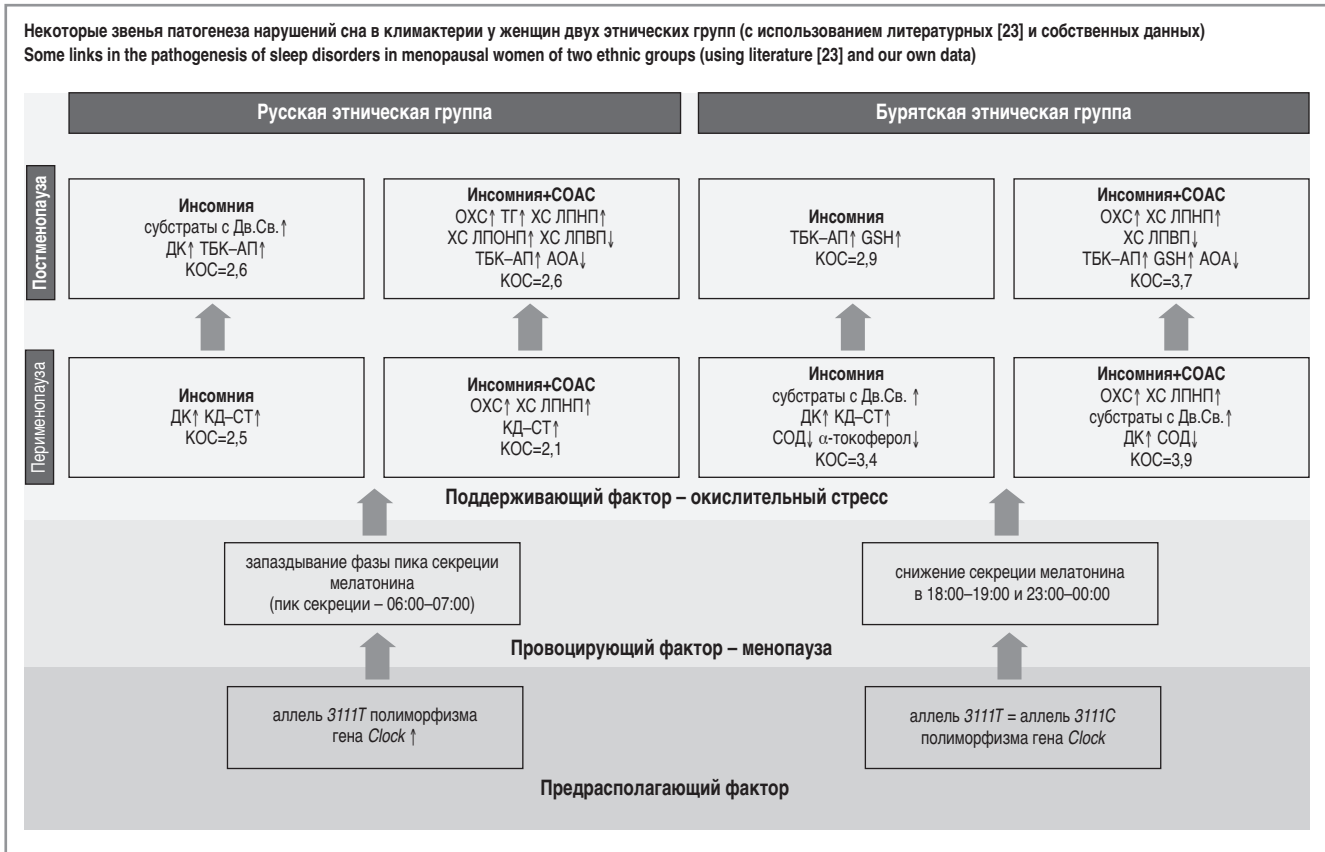 Некоторые звенья патогенеза нарушений сна в климактерии у женщин двух этнических групп (с использованием литературных [23] и собственных данных)
Some links in the pathogenesis of sleep disorders in menopausal women of two ethnic groups (using literature [23] and our own data)
Русская этническая группа
Бурятская этническая группа
Постменопауза
Инсомния
субстраты с Дв.Св.↑
ДК↑ ТБК–АП↑
КОС=2,6
Инсомния+СОАС
ОХС↑ ТГ↑ ХС ЛПНП↑
ХС ЛПОНП↑ ХС ЛПВП↓
ТБК–АП↑ АОА↓
КОС=2,6
Инсомния
ТБК–АП↑ GSH↑
КОС=2,9
Инсомния+СОАС
ОХС↑ ХС ЛПНП↑
ХС ЛПВП↓
ТБК–АП↑ GSH↑ АОА↓
КОС=3,7
Перименопауза
Инсомния
ДК↑ КД–СТ↑
КОС=2,5
Инсомния+СОАС
ОХС↑ ХС ЛПНП↑
КД–СТ↑
КОС=2,1
Инсомния
субстраты с Дв.Св. ↑
ДК↑ КД–СТ↑
СОД↓ α-токоферол↓
КОС=3,4
Инсомния+СОАС
ОХС↑ ХС ЛПНП↑
субстраты с Дв.Св.↑
ДК↑ СОД↓
КОС=3,9
Поддерживающий фактор – окислительный стресс
запаздывание фазы пика секреции
мелатонина
(пик секреции – 06:00–07:00)
снижение секреции мелатонина
в 18:00–19:00 и 23:00–00:00
Провоцирующий фактор – менопауза
аллель 3111T полиморфизма
гена Clock ↑
аллель 3111T = аллель 3111C
полиморфизма гена Clock
Предрасполагающий фактор